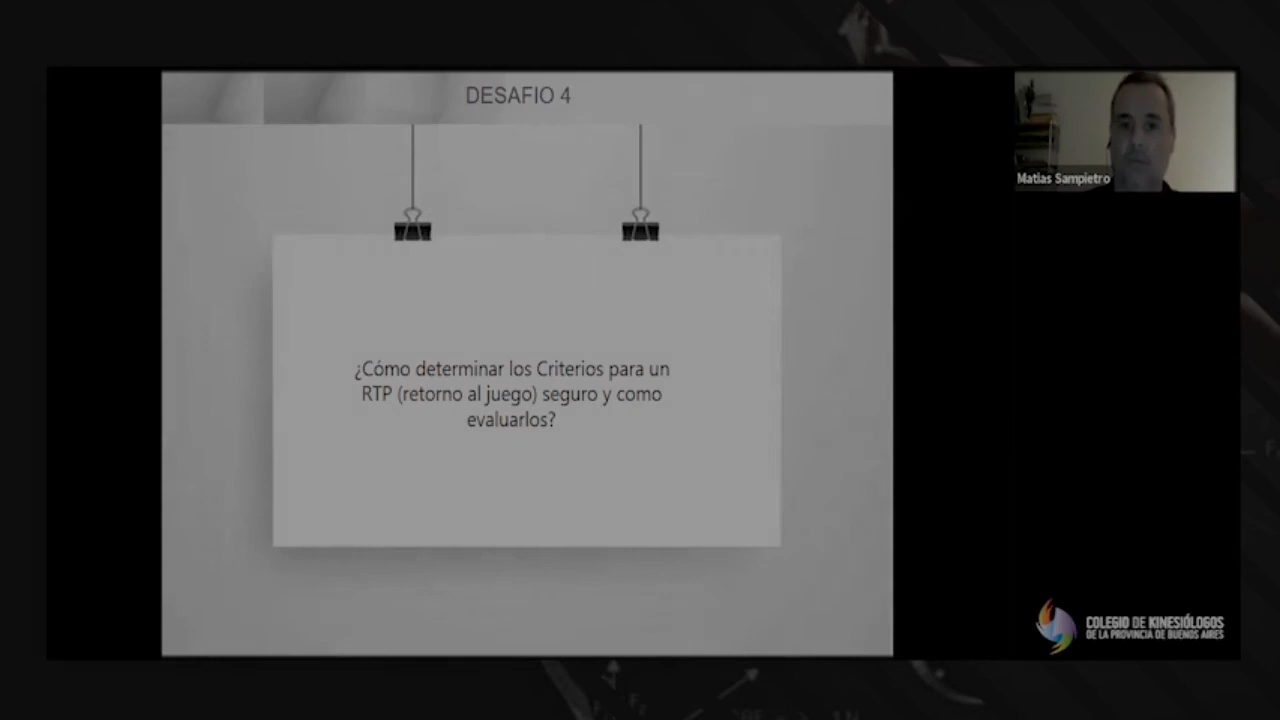 DESAFIO 4
¿Cómo determinar los Criterios para un
RTP (retorno al juego) seguro y como
evaluarlos?
Matias Sampietro
COLEGIO DE KINESIÓLOGOS
DE LA PROVINCIA DE BUENOS AIRES